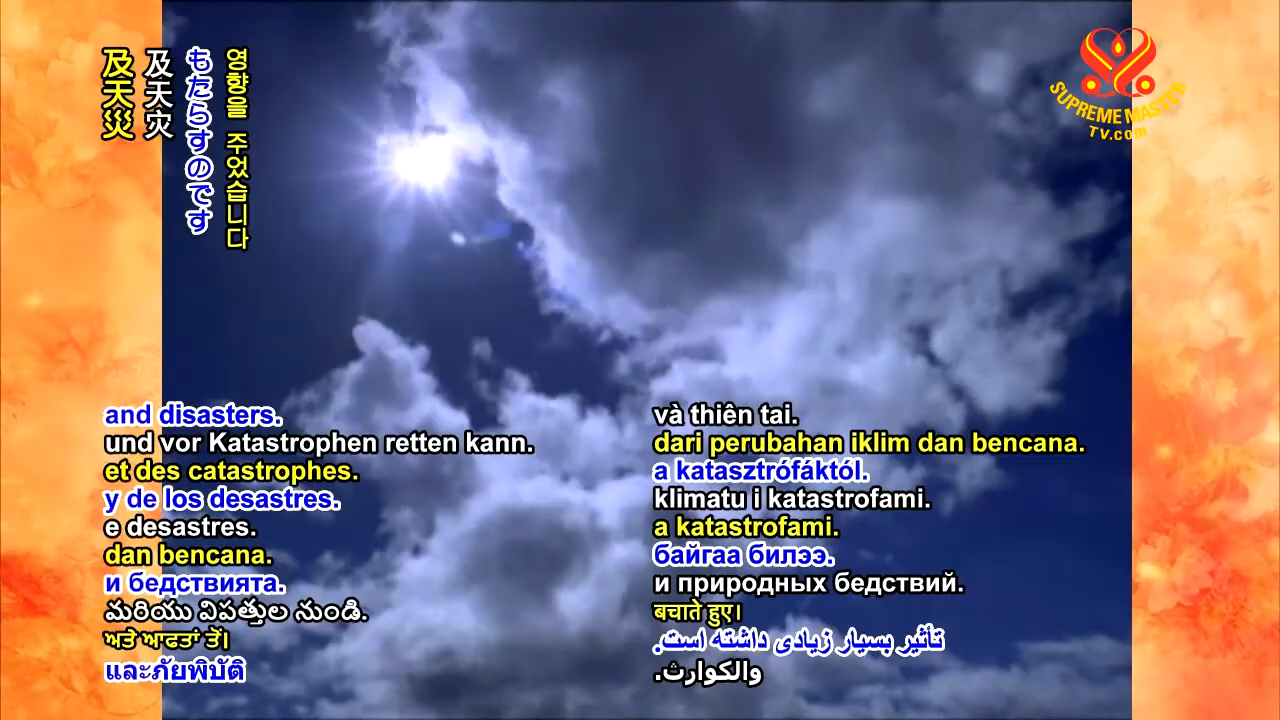 及天災
及天灾
もたらすのです
영향을 주었습니다
SUPREME MASTER
TV.com
and disasters.
und vor Katastrophen retten kann.
et des catastrophes.
y de los desastres.
e desastres.
dan bencana.
и бедствията.
మరియు విపత్తుల నుండి.
ਅਤੇ ਆਫਤਾਂ ਤੋਂ।
และภัยพิบัติ
và thiên tai.
dari perubahan iklim dan bencana.
a katasztrófáktól.
klimatu i katastrofami.
a katastrofami.
байгаа билээ.
и природных бедствий.
बचाते हुए।
تأثیر بسیار زیادی داشته است.
والكوارث.